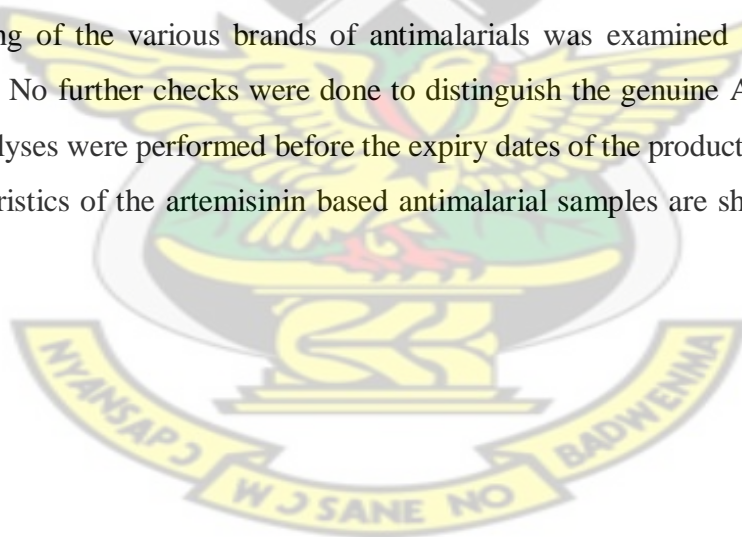 ng of the various brands of antimalarials was examined
No further checks were done to distinguish the genuine A
lyses were performed before the expiry dates of the product
ristics of the artemisinin based antimalarial samples are sh
NYANSAPƆ
WƆSANE NO
BADWENMA